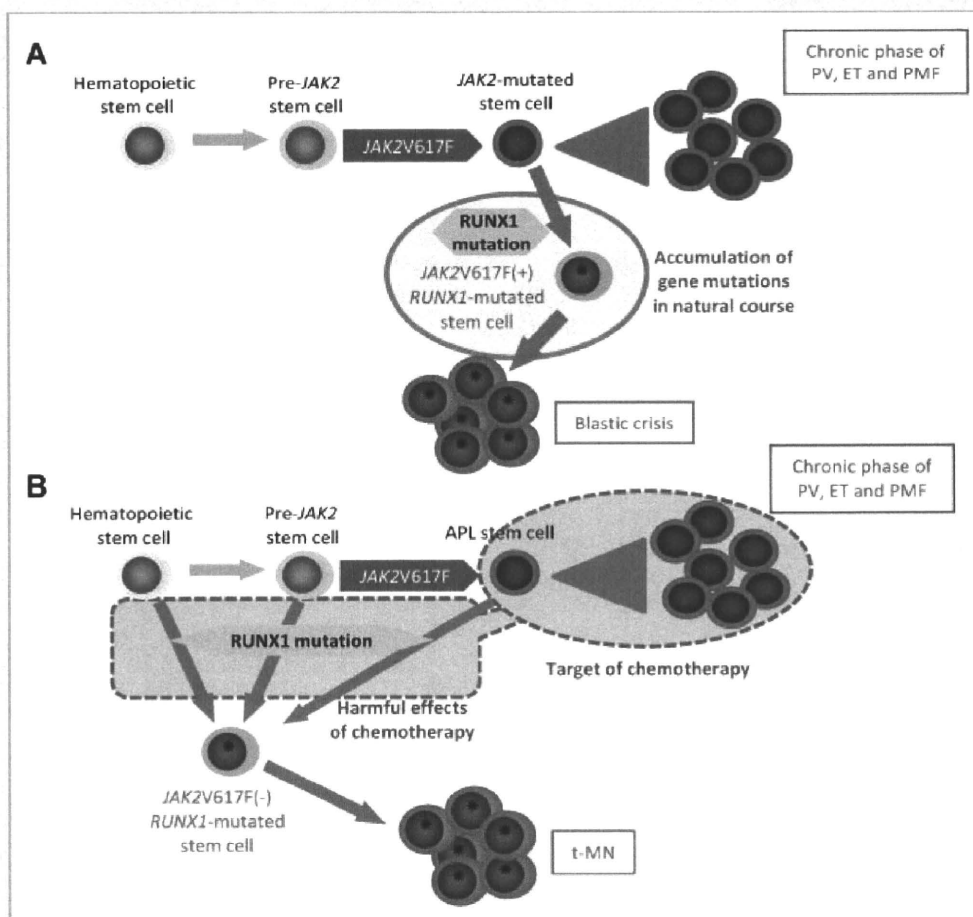 A
Chronic phase of
PV, ET and PMF
Hematopoietic
stem cell
Pre-JAK2
stem cell
JAK2-mutated
stem cell
JAK2V617F
RUNX1
mutation
JAK2V617F(+)
RUNX1-mutated
stem cell
Accumulation of
gene mutations
in natural course
Blastic crisis
B
Chronic phase of
PV, ET and PMF
Hematopoietic
stem cell
Pre-JAK2
stem cell
APL stem cell
JAK2V617F
RUNX1 mutation
Target of chemotherapy
Harmful effects
of chemotherapy
JAK2V617F(-)
RUNX1-mutated
stem cell
t-MN